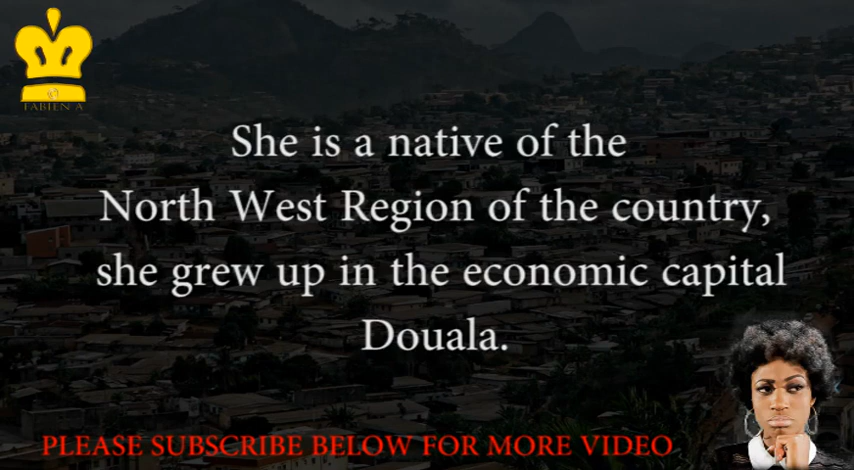 FABIEN A
She is a native of the
North West Region of the country,
she grew up in the economic capital
Douala.
PLEASE SUBSCRIBE BELOW FOR MORE VIDEO